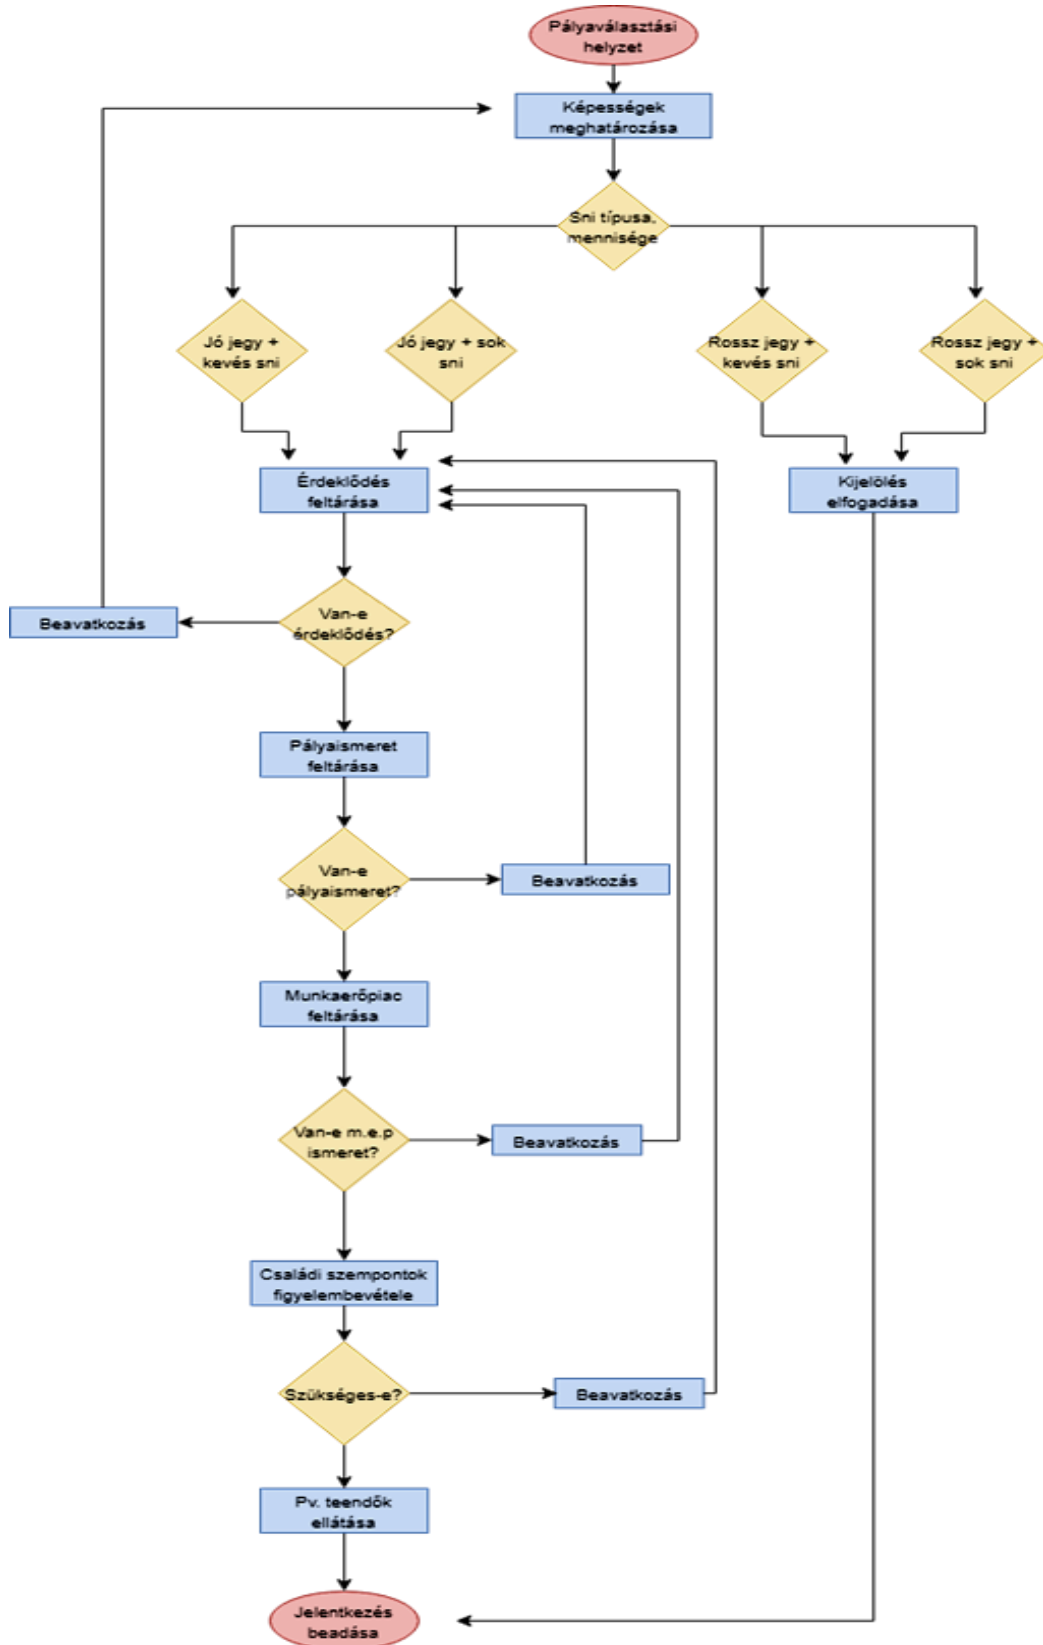 Pályaválasztási
helyzet
Képességek
meghatározása
Sni típusa,
mennisége
Jó jegy +
kevés sni
Jó jegy + sok
sni
Rossz jegy +
kevés sni
Rossz jegy +
sok sni
Érdeklődés
feltárása
Kijelölés
elfogadása
Van-e
érdeklődés?
Beavatkozás
Pályaismeret
feltárása
Van-e
pályaismeret?
Beavatkozás
Munkaerőpiac
feltárása
Van-e m.e.p
ismeret?
Beavatkozás
Családi szempontok
figyelembevétele
Szükséges-e?
Beavatkozás
Pv. teendők
ellátása
Jelentkezés
beadása